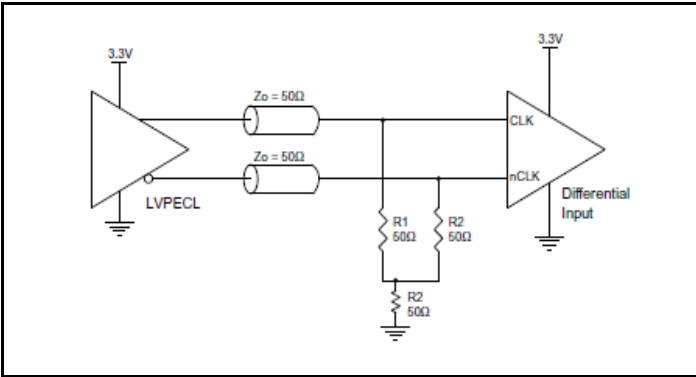 3.3V
3.3V
Zo = 50Ω
CLK
Zo = 50Ω
nCLK
LVPECL
Differential
Input
R1
50Ω
R2
50Ω
R2
50Ω